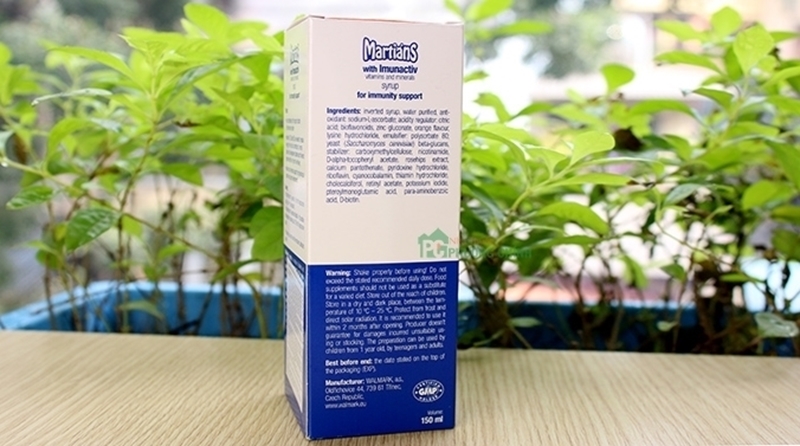 Martians
with Imunactiv
vitamins and minerals
syrup
for immunity support
Ingredients: inverted syrup, water purified, anti-
oxidant: sodium-L-ascorbate; acidity regulator: citric
acid; bioflavonoids, zinc gluconate, orange flavour,
lysine hydrochloride, emulsifier: polysorbate 80;
yeast (Saccharomyces cerevisiae) beta-glucans,
stabilizer: carboxymethylcellulose; nicotinamide,
D-alpha-tocopheryl acetate, rosehips extract,
calcium pantothenate, pyridoxine hydrochloride,
riboflavin, cyanocobalamin, thiamin hydrochloride,
cholecalciferol, retinyl acetate, potassium iodide,
pteroylmonoglutamic acid, para-aminobenzoic
acid, D-biotin.
PG
Warning: Shake properly before using! Do not
exceed the stated recommended daily dose. Food
supplements should not be used as a substitute
for a varied diet. Store out of the reach of children.
Store in a dry and dark place, between the tem-
perature of 10 °C – 25 °C. Protect from frost and
direct solar radiation. It is recommended to use it
within 2 months after opening. Producer doesn't
guarantee for damages incurred unsuitable us-
ing or stocking. The preparation can be used by
children from 1 year old, by teenagers and adults.
Best before end: the date stated on the top of
the packaging (EXP).
Manufacturer: WALMARK, a.s.,
Oldřichovice 44, 739 61 Třinec,
Czech Republic,
www.walmark.eu
CERTIFIED
GMP
Volume:
150 ml